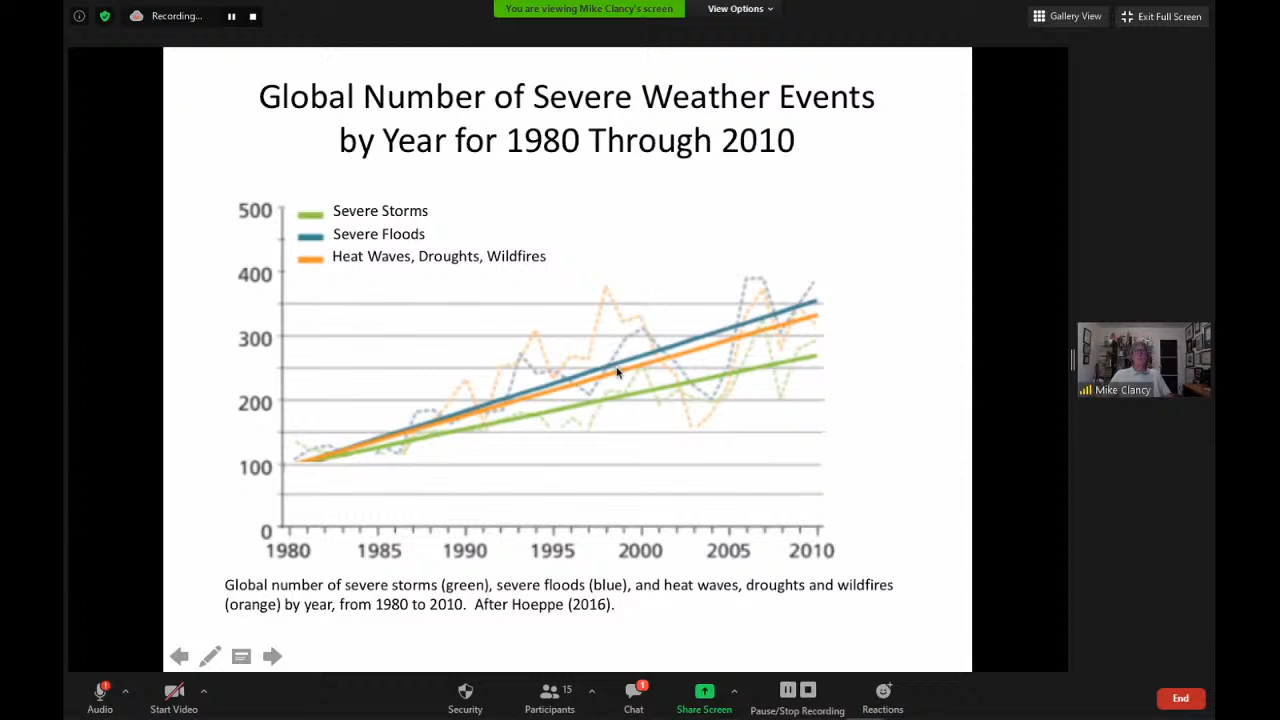 Recording...
You are viewing Mike Clancy's screen
View Options
Gallery View
Exit Full Screen
Global Number of Severe Weather Events
by Year for 1980 Through 2010
500
400
300
200
100
0
Severe Storms
Severe Floods
Heat Waves, Droughts, Wildfires
1980 1985 1990 1995 2000 2005 2010
Global number of severe storms (green), severe floods (blue), and heat waves, droughts and wildfires
(orange) by year, from 1980 to 2010. After Hoeppe (2016).
Mike Clancy
Audio
Start Video
Security
15
Participants
1
Chat
Share Screen
Pause/Stop Recording
Reactions
End